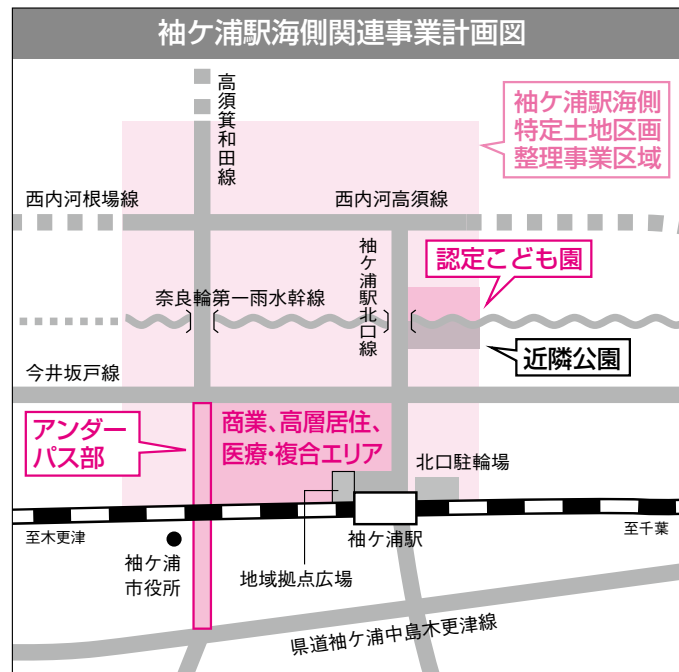 袖ケ浦駅海側関連事業計画図
高須箕和田線
袖ケ浦駅海側
特定土地区画
整理事業区域
西内河根場線
西内河高須線
袖ケ浦駅北口線
認定こども園
奈良輪第一雨水幹線
近隣公園
今井坂戸線
アンダー
パス部
商業、高層居住、
医療・複合エリア
北口駐輪場
至木更津
袖ケ浦駅
至千葉
袖ケ浦
市役所
地域拠点広場
県道袖ケ浦中島木更津線